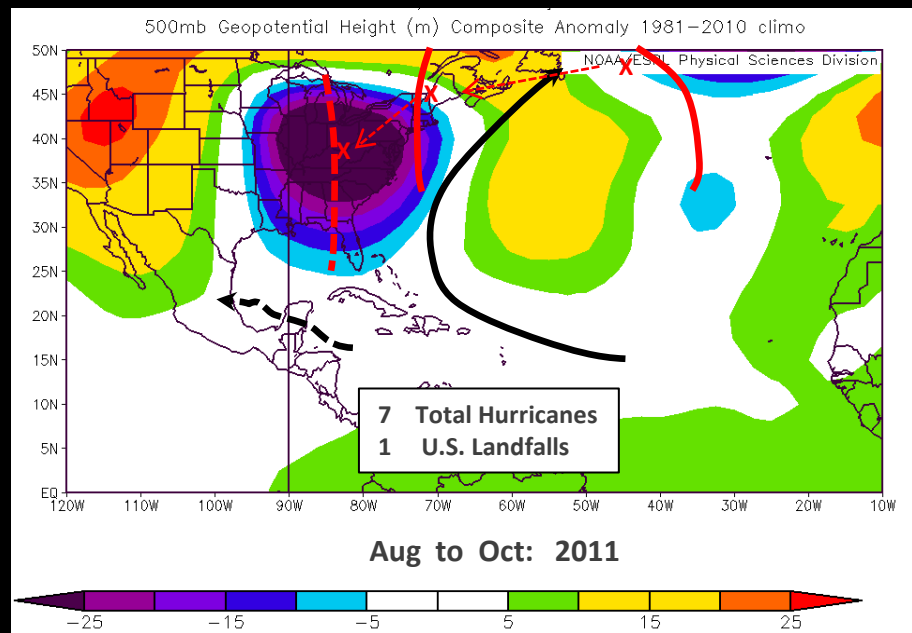 500mb Geopotential Height (m) Composite Anomaly 1981-2010 climo
NOAA/ESRL Physical Sciences Division
50N
45N
40N
35N
30N
25N
20N
15N
10N
5N
EQ
X
X
X
7 Total Hurricanes
1 U.S. Landfalls
120W 110W 100W 90W 80W 70W 60W 50W 40W 30W 20W 10W
Aug to Oct: 2011
-25 -15 -5 5 15 25